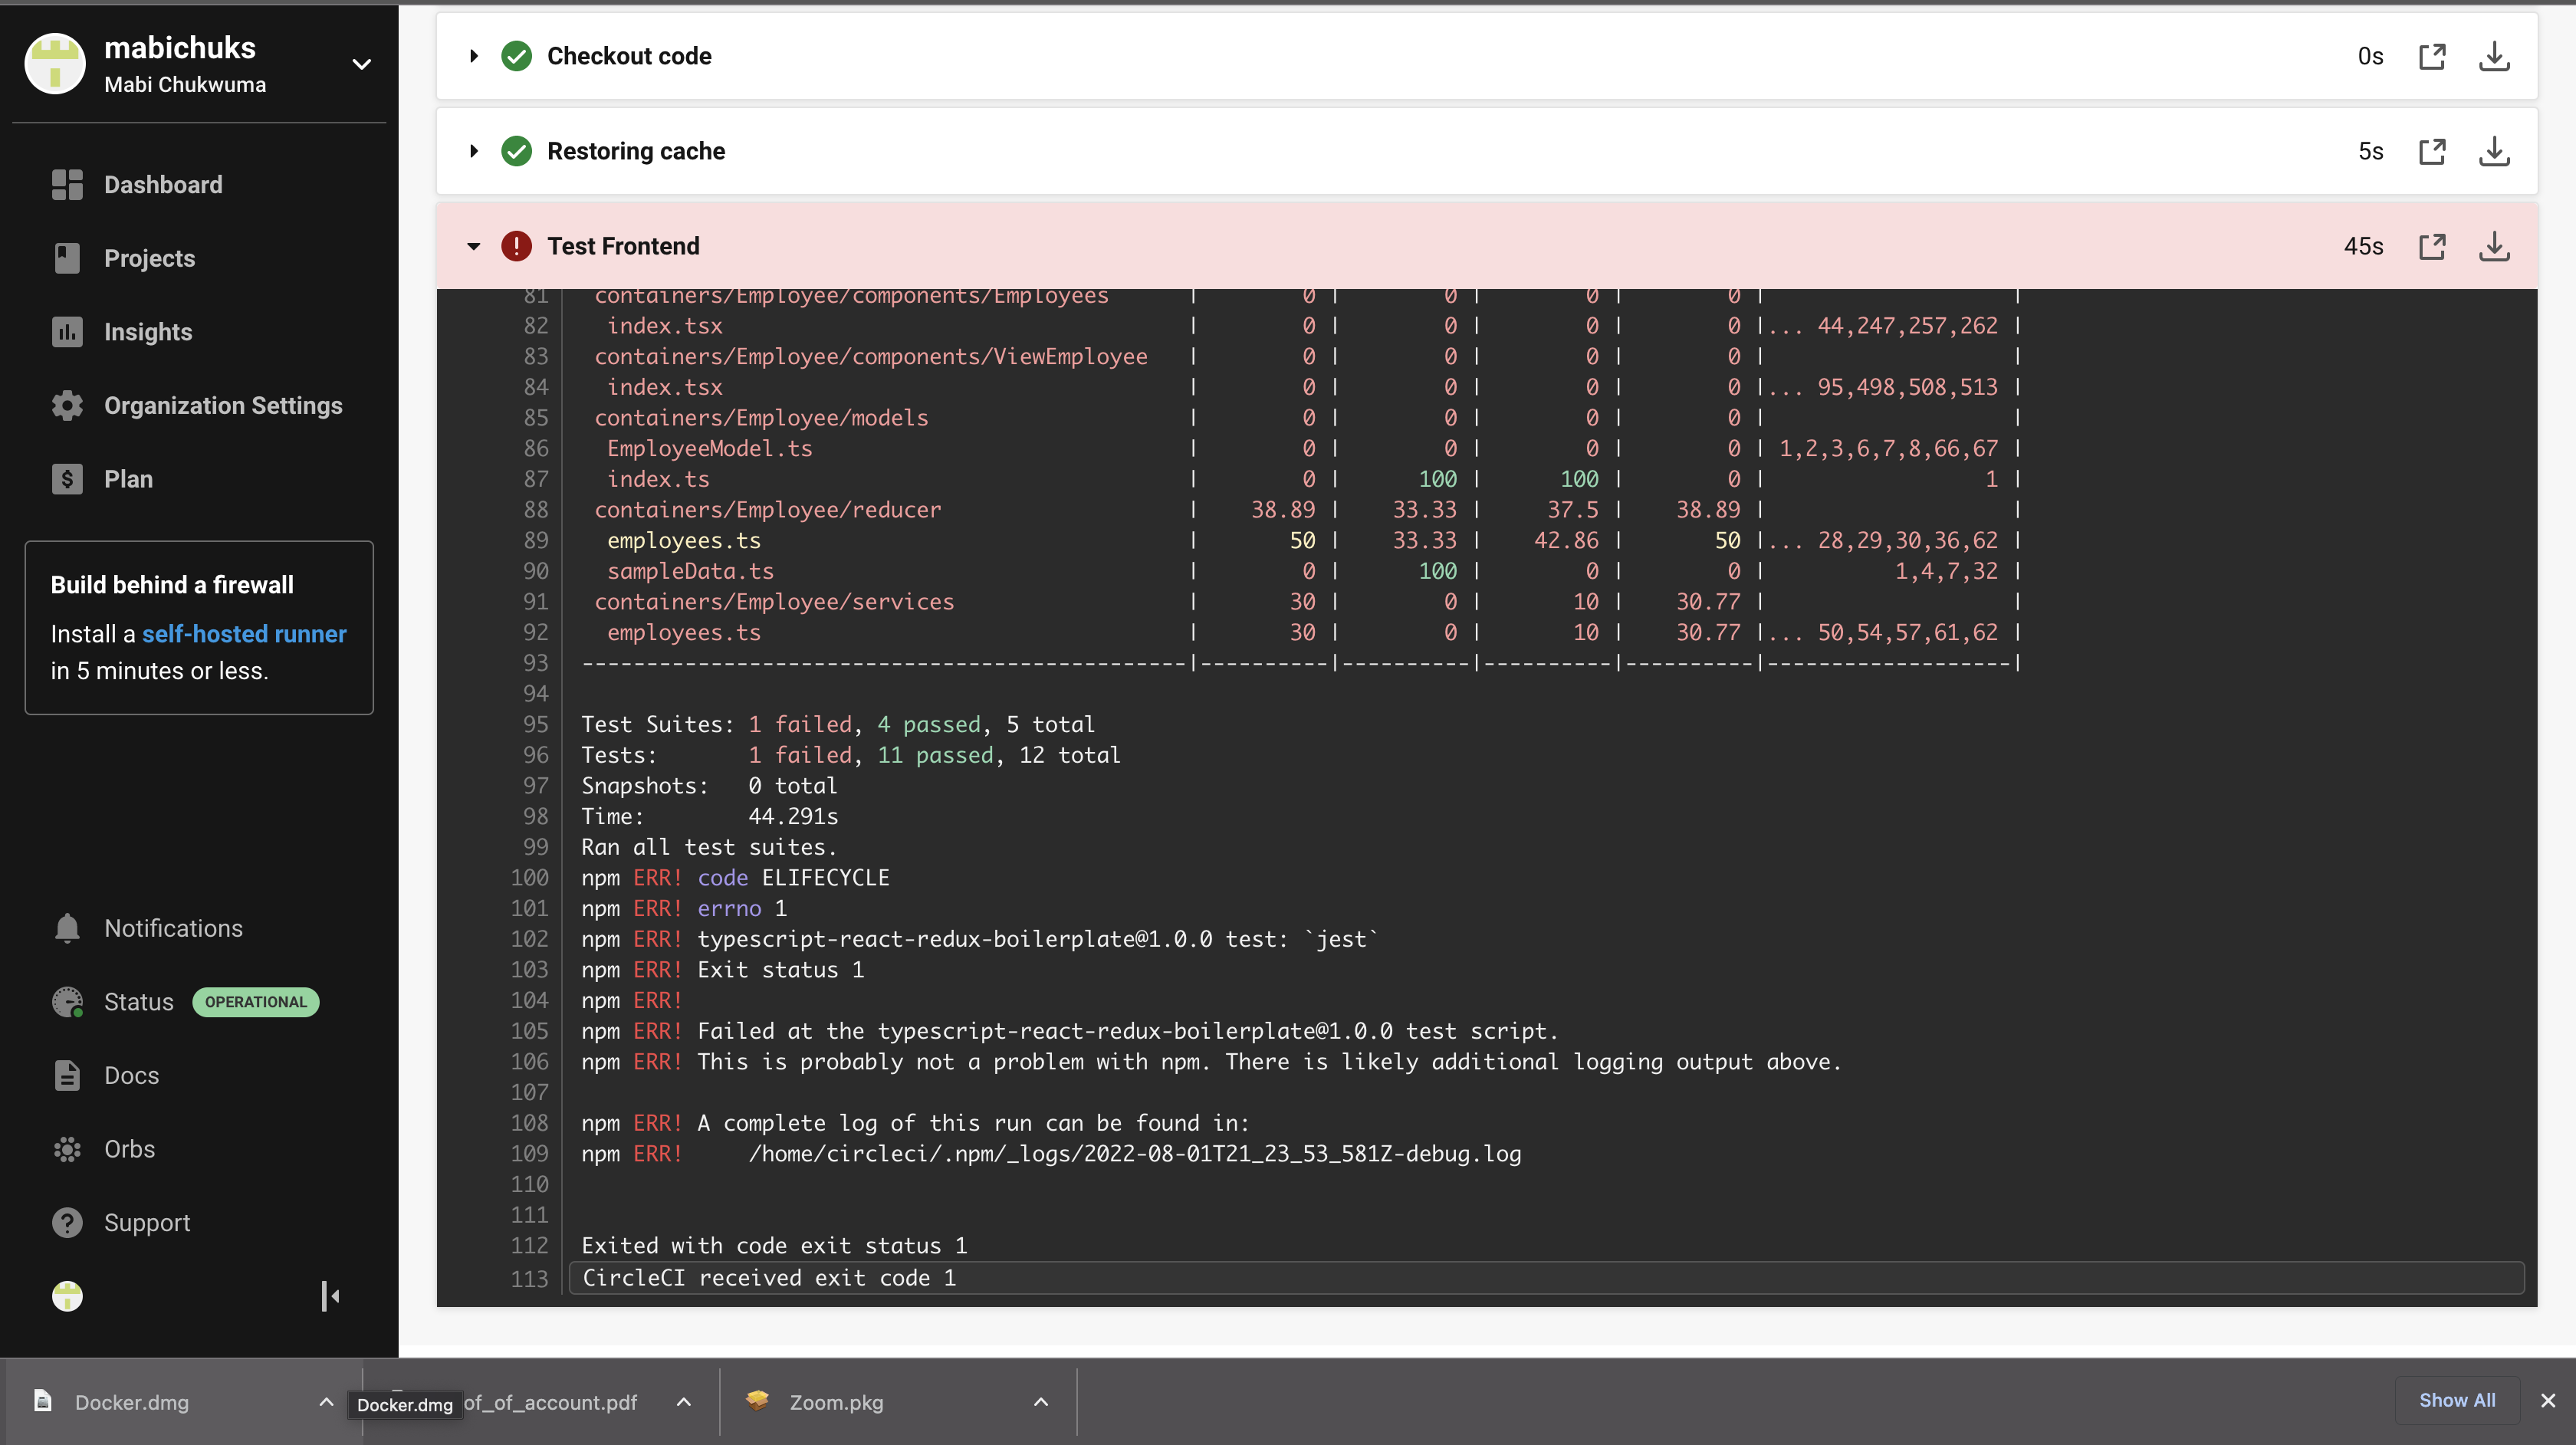 mabichuks
Mabi Chukwuma
Dashboard
Projects
Insights
Organization Settings
Plan
Build behind a firewall
Install a self-hosted runner
in 5 minutes or less.
Notifications
Status OPERATIONAL
Docs
Orbs
Support
Checkout code 0s
Restoring cache 5s
Test Frontend 45s
81 containers/Employee/components/Employees | 0 | 0 | 0 | 0 | |
82 index.tsx | 0 | 0 | 0 | 0 |... 44,247,257,262 |
83 containers/Employee/components/ViewEmployee | 0 | 0 | 0 | 0 | |
84 index.tsx | 0 | 0 | 0 | 0 |... 95,498,508,513 |
85 containers/Employee/models | 0 | 0 | 0 | 0 | |
86 EmployeeModel.ts | 0 | 0 | 0 | 0 | 1,2,3,6,7,8,66,67 |
87 index.ts | 0 | 100 | 100 | 0 | 1 |
88 containers/Employee/reducer | 38.89 | 33.33 | 37.5 | 38.89 | |
89 employees.ts | 50 | 33.33 | 42.86 | 50 |... 28,29,30,36,62 |
90 sampleData.ts | 0 | 100 | 0 | 0 | 1,4,7,32 |
91 containers/Employee/services | 30 | 0 | 10 | 30.77 | |
92 employees.ts | 30 | 0 | 10 | 30.77 |... 50,54,57,61,62 |
93 -----------------------------------------------|----------|----------|----------|----------|-------------------|
94
95 Test Suites: 1 failed, 4 passed, 5 total
96 Tests: 1 failed, 11 passed, 12 total
97 Snapshots: 0 total
98 Time: 44.291s
99 Ran all test suites.
100 npm ERR! code ELIFECYCLE
101 npm ERR! errno 1
102 npm ERR! typescript-react-redux-boilerplate@1.0.0 test: `jest`
103 npm ERR! Exit status 1
104 npm ERR!
105 npm ERR! Failed at the typescript-react-redux-boilerplate@1.0.0 test script.
106 npm ERR! This is probably not a problem with npm. There is likely additional logging output above.
107
108 npm ERR! A complete log of this run can be found in:
109 npm ERR! /home/circleci/.npm/_logs/2022-08-01T21_23_53_581Z-debug.log
110
111
112 Exited with code exit status 1
113 CircleCI received exit code 1
Docker.dmg
Docker.dmg
of_of_account.pdf
Zoom.pkg
Show All